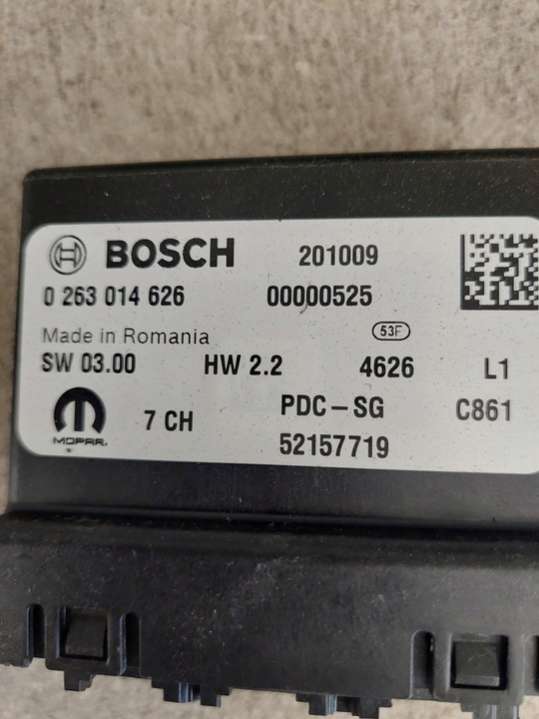 BOSCH 201009
0 263 014 626 00000525
Made in Romania 53F
SW 03.00 HW 2.2 4626 L1
7 CH PDC-SG C861
MOPAR. 52157719